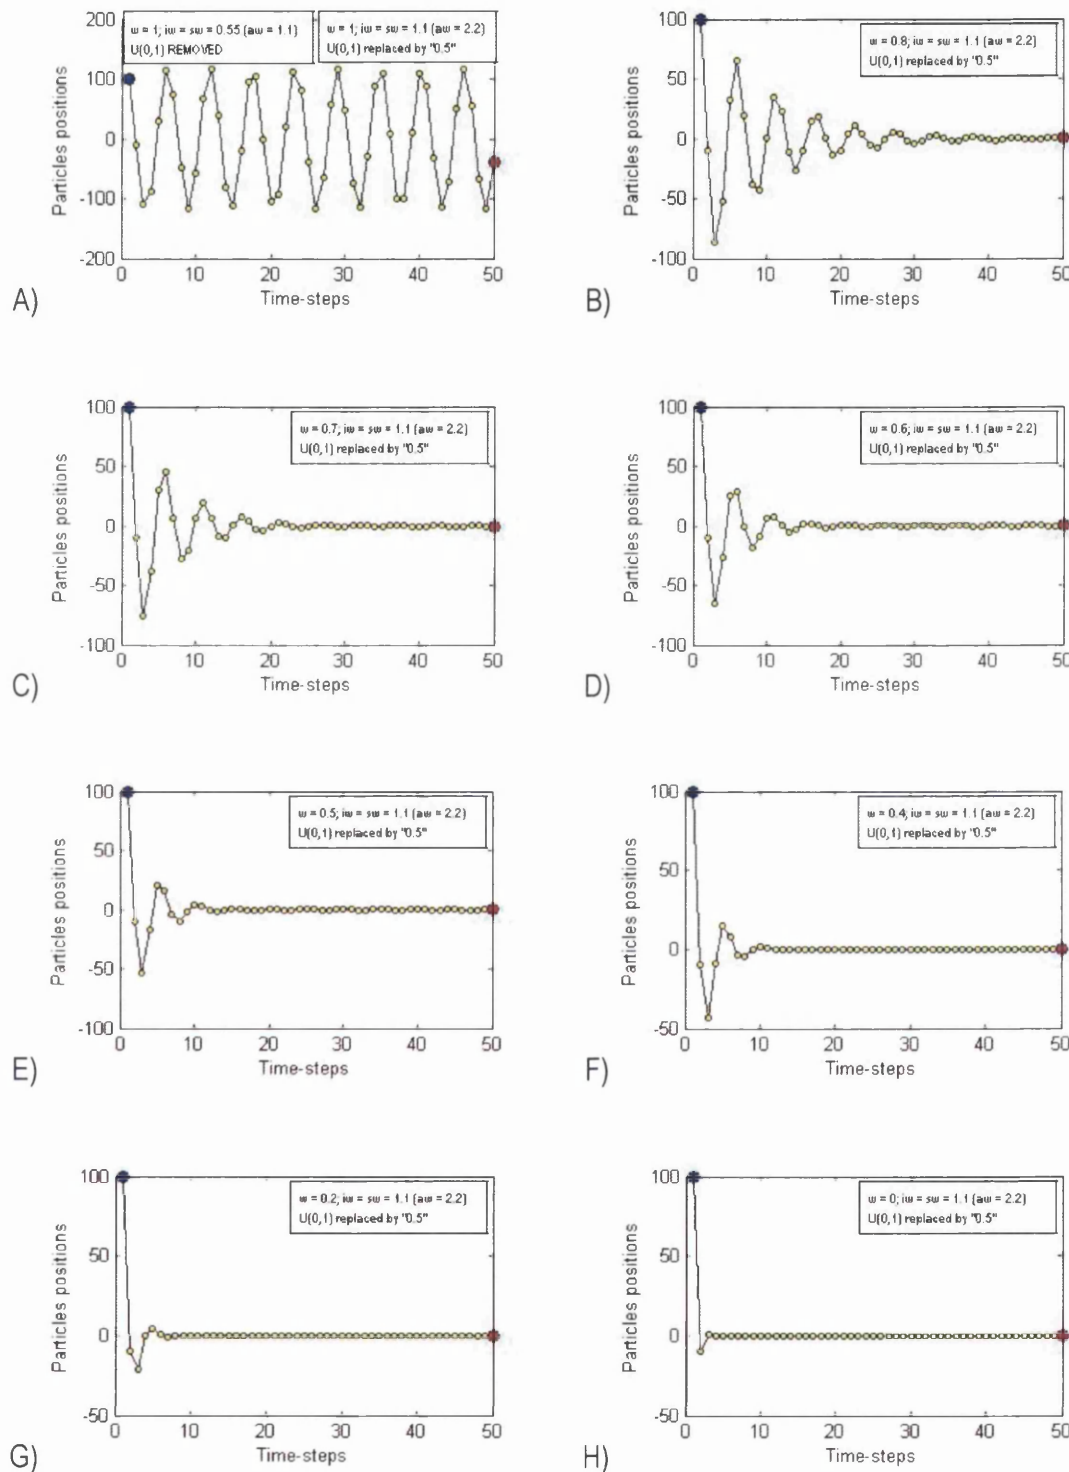 200
w = 1; iw = sw = 0.55 (aw = 1.1)
U(0,1) REMOVED
w = 1; iw = sw = 1.1 (aw = 2.2)
U(0,1) replaced by "0.5"
100
0
-100
-200
Particles positions
0 10 20 30 40 50
Time-steps
A)
100
w = 0.8; iw = sw = 1.1 (aw = 2.2)
U(0,1) replaced by "0.5"
50
0
-50
-100
Particles positions
0 10 20 30 40 50
Time-steps
B)
100
w = 0.7; iw = sw = 1.1 (aw = 2.2)
U(0,1) replaced by "0.5"
50
0
-50
-100
Particles positions
0 10 20 30 40 50
Time-steps
C)
100
w = 0.6; iw = sw = 1.1 (aw = 2.2)
U(0,1) replaced by "0.5"
50
0
-50
-100
Particles positions
0 10 20 30 40 50
Time-steps
D)
100
w = 0.5; iw = sw = 1.1 (aw = 2.2)
U(0,1) replaced by "0.5"
50
0
-50
-100
Particles positions
0 10 20 30 40 50
Time-steps
E)
100
w = 0.4; iw = sw = 1.1 (aw = 2.2)
U(0,1) replaced by "0.5"
50
0
-50
Particles positions
0 10 20 30 40 50
Time-steps
F)
100
w = 0.2; iw = sw = 1.1 (aw = 2.2)
U(0,1) replaced by "0.5"
50
0
-50
Particles positions
0 10 20 30 40 50
Time-steps
G)
100
w = 0; iw = sw = 1.1 (aw = 2.2)
U(0,1) replaced by "0.5"
50
0
-50
Particles positions
0 10 20 30 40 50
Time-steps
H)